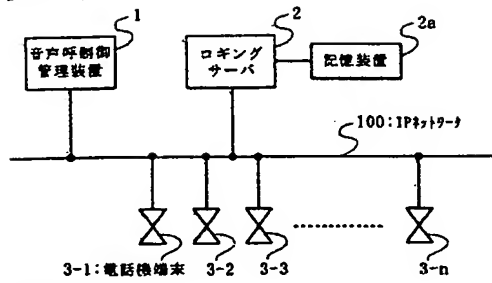 1
音声呼制御
管理装置
2
ロギング
サーバ
2a
記憶装置
100:IPネットワータ
3-1:電話機端末
3-2
3-3
3-n